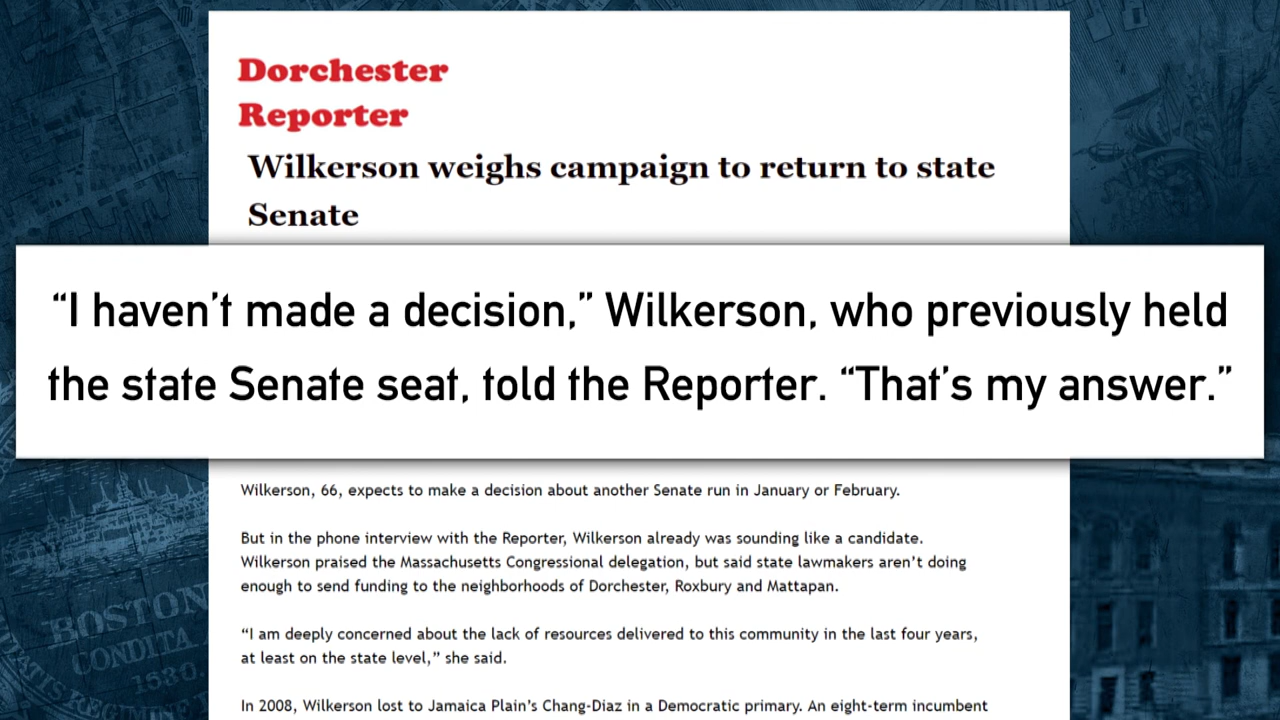 Dorchester
Reporter
Wilkerson weighs campaign to return to state
Senate
“I haven’t made a decision,” Wilkerson, who previously held
the state Senate seat, told the Reporter. “That’s my answer.”
Wilkerson, 66, expects to make a decision about another Senate run in January or February.
But in the phone interview with the Reporter, Wilkerson already was sounding like a candidate.
Wilkerson praised the Massachusetts Congressional delegation, but said state lawmakers aren’t doing
enough to send funding to the neighborhoods of Dorchester, Roxbury and Mattapan.
“I am deeply concerned about the lack of resources delivered to this community in the last four years,
at least on the state level,” she said.
In 2008, Wilkerson lost to Jamaica Plain’s Chang-Diaz in a Democratic primary. An eight-term incumbent
BOSTON
CONDITA
1630.